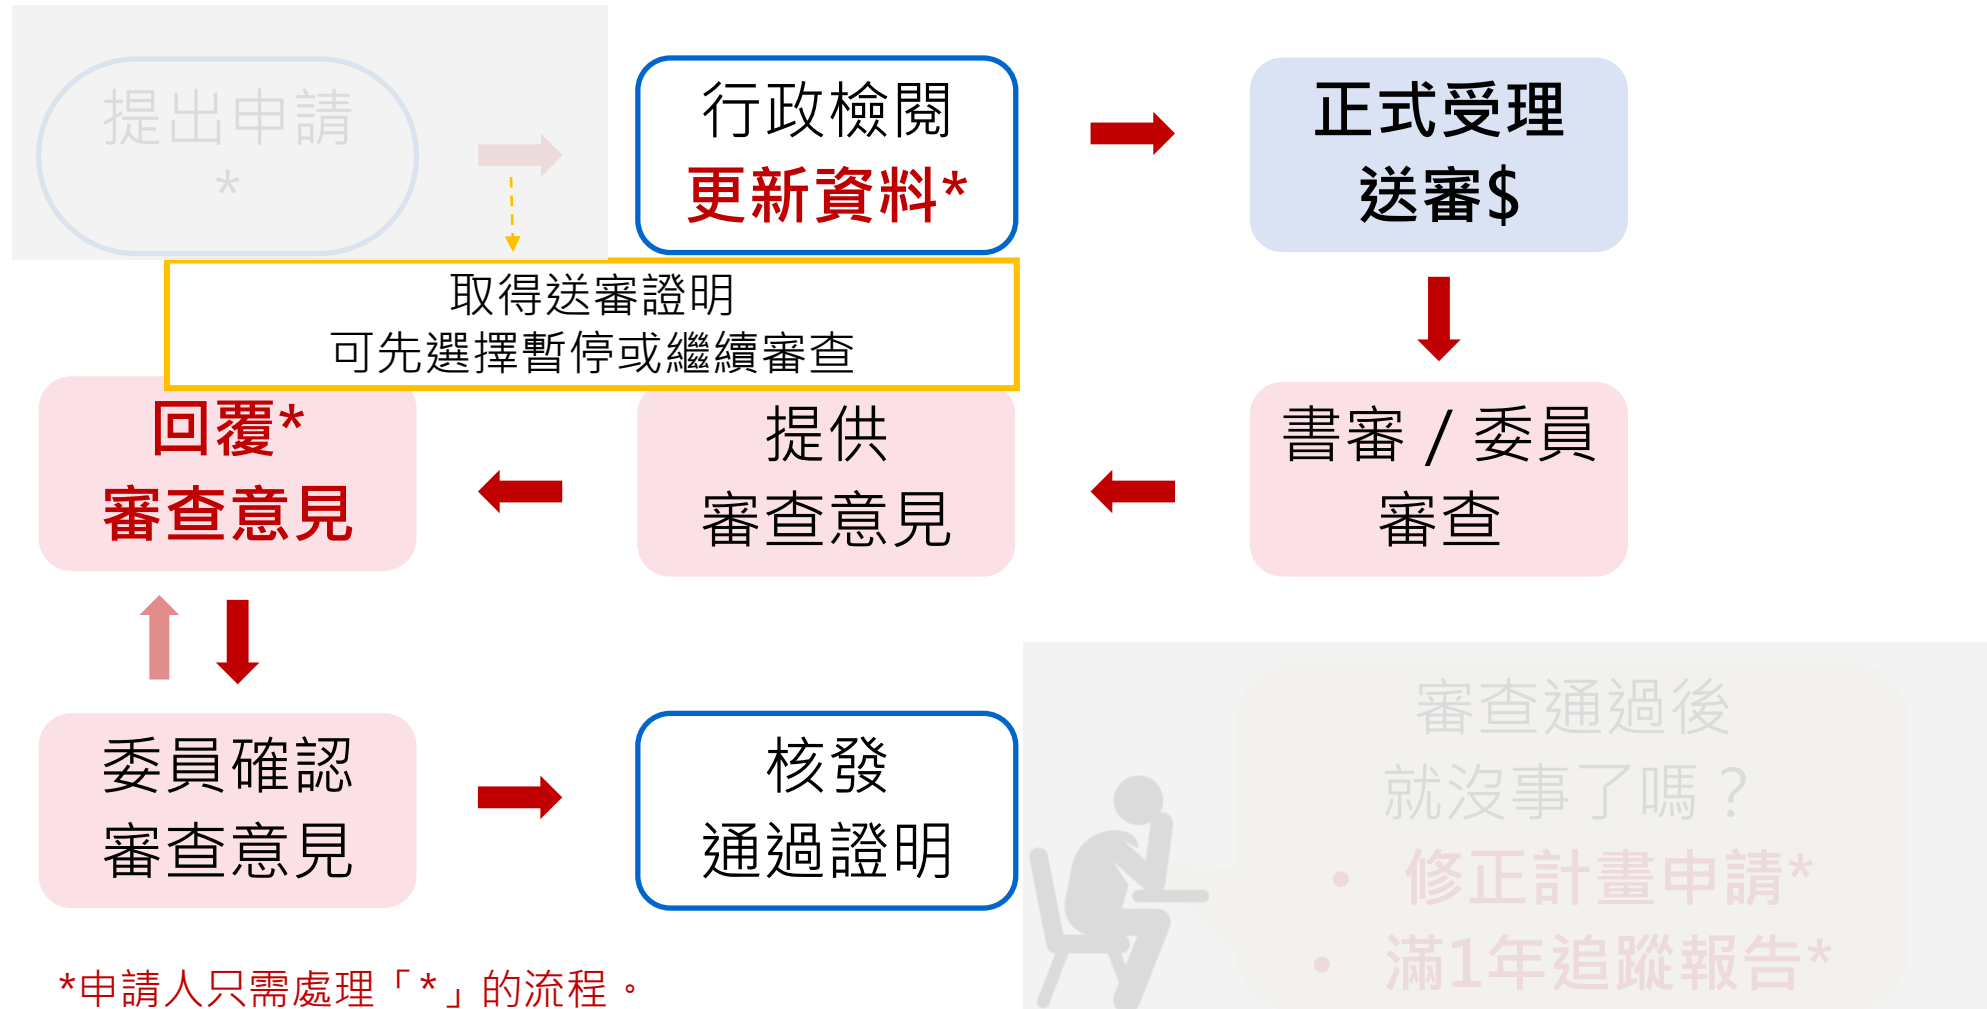 提出申請
*
行政檢閱
更新資料*
正式受理
送審$
取得送審證明
可先選擇暫停或繼續審查
回覆*
審查意見
提供
審查意見
書審 / 委員
審查
委員確認
審查意見
核發
通過證明
審查通過後
就沒事了嗎？
• 修正計畫申請*
• 滿1年追蹤報告*
*申請人只需處理「*」的流程。